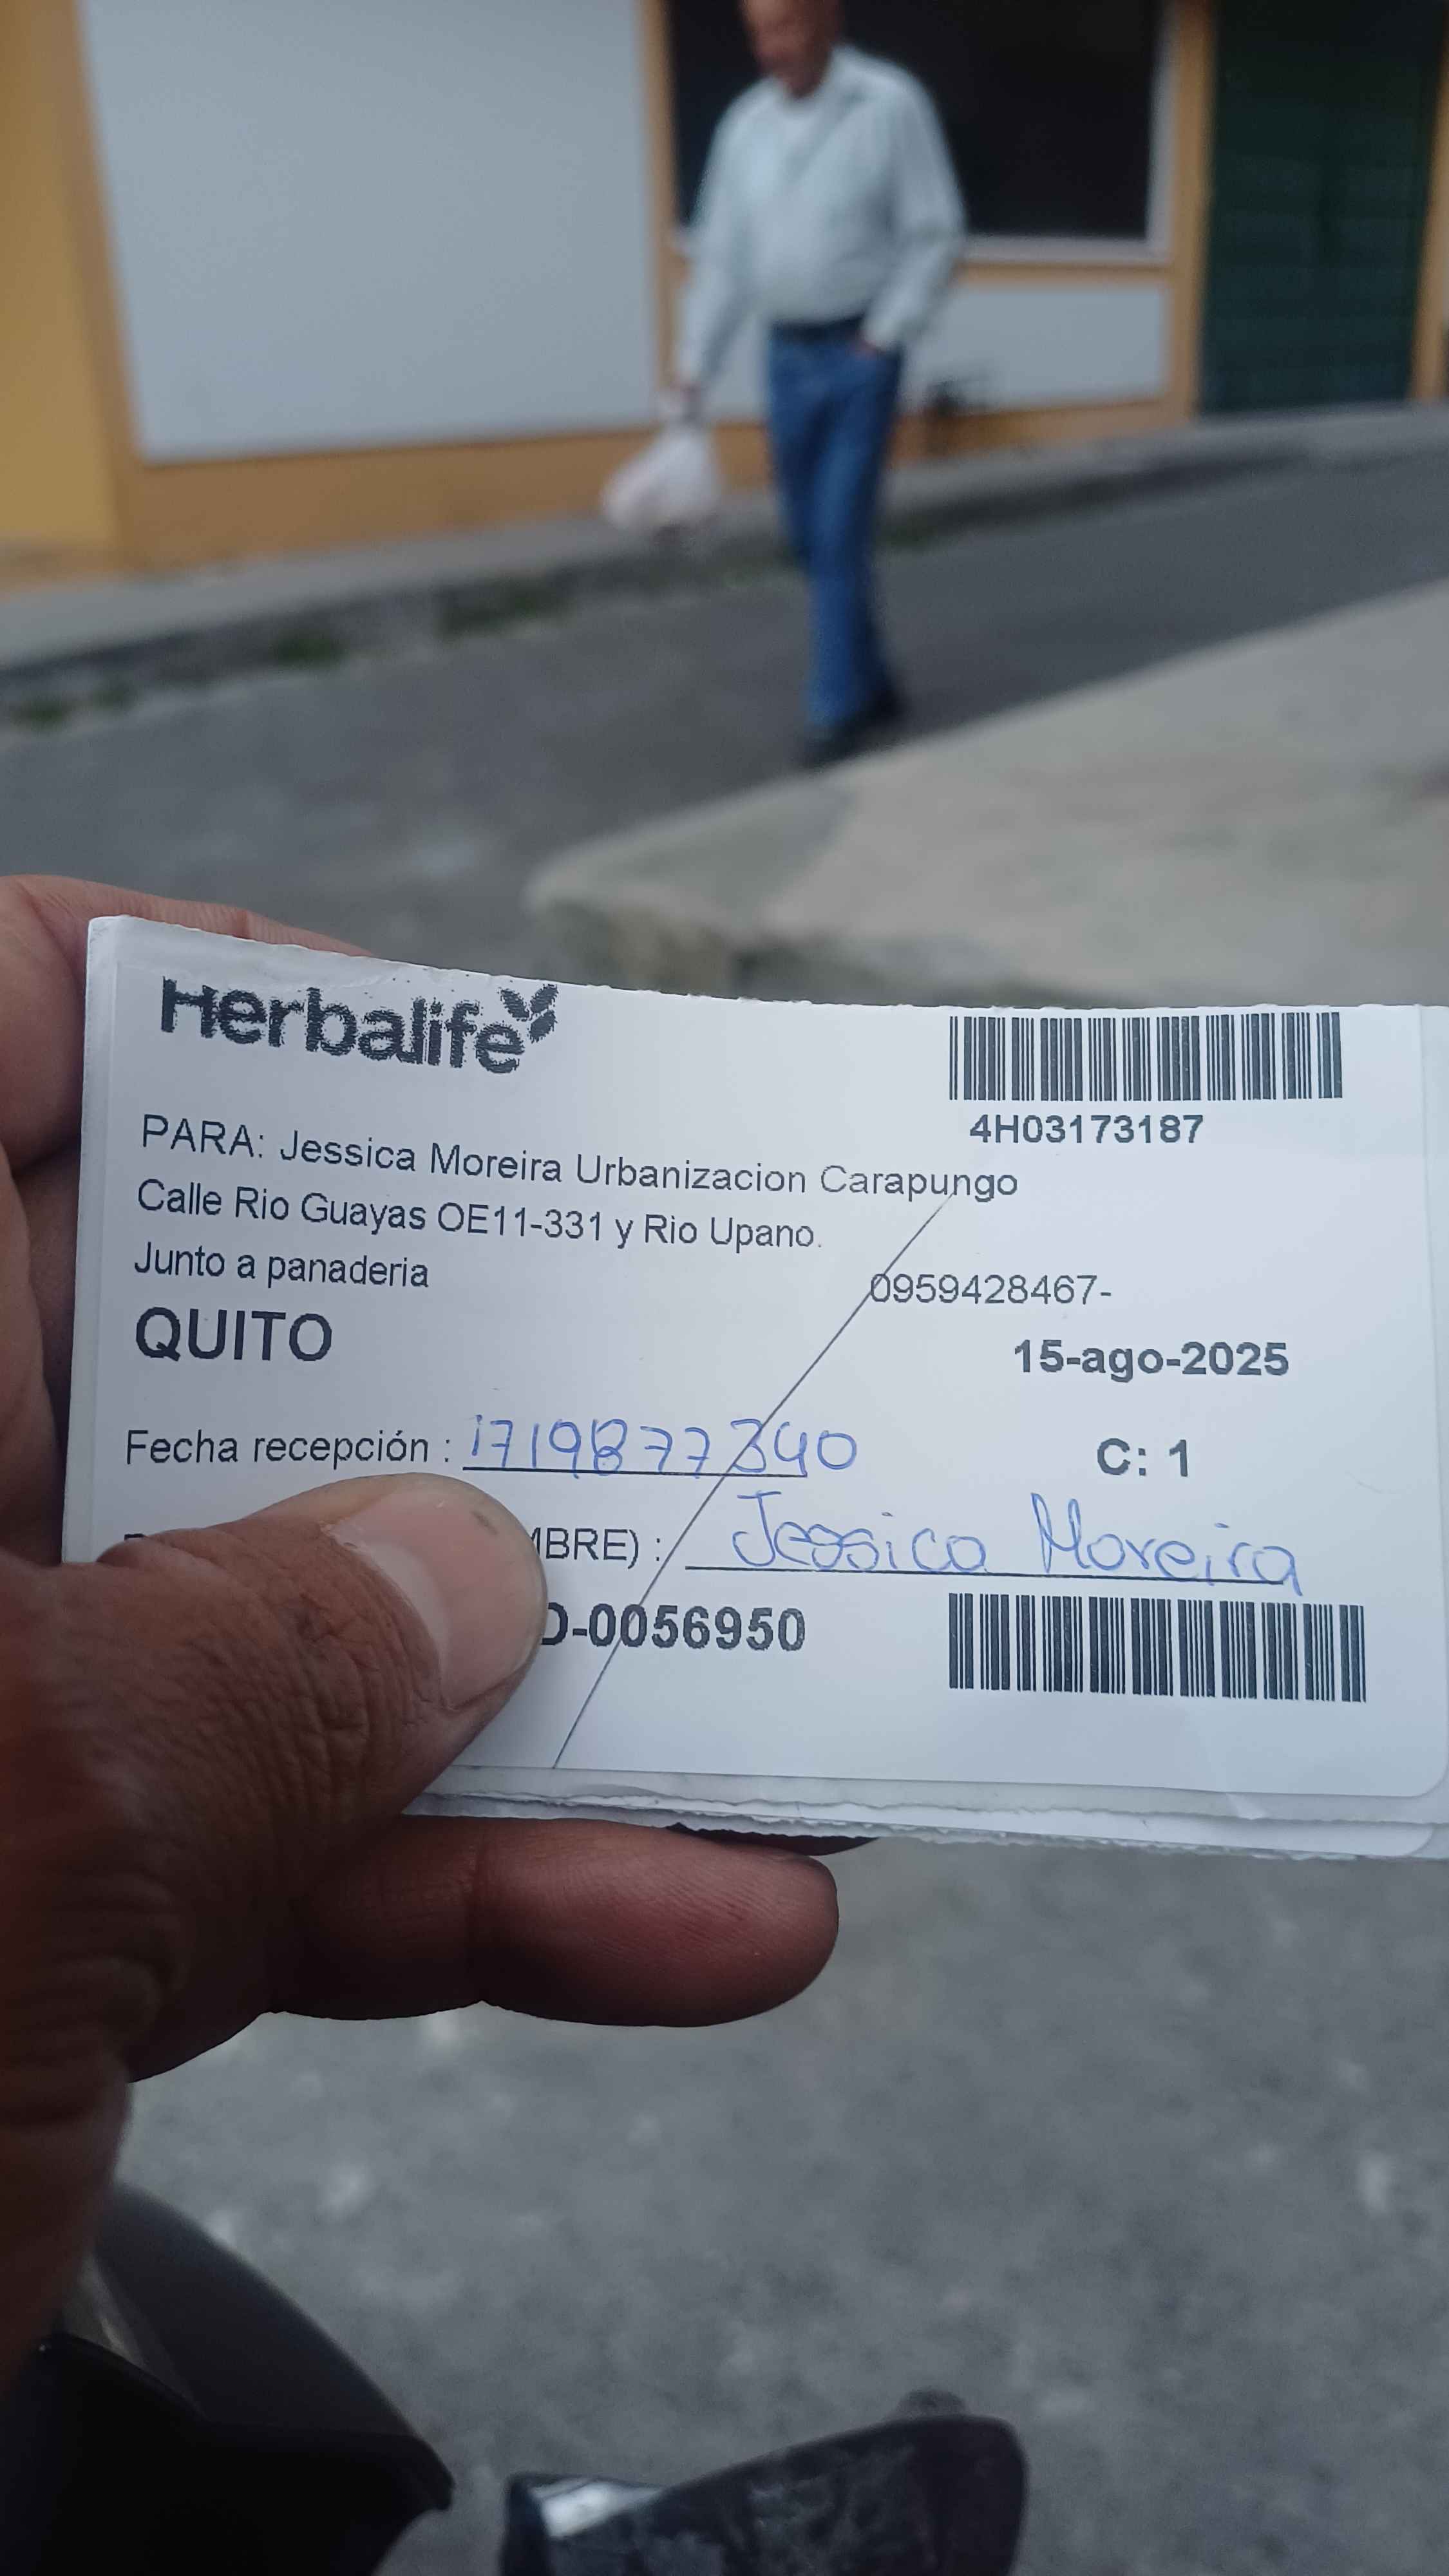 Herbalife
4H03173187
PARA: Jessica Moreira Urbanizacion Carapungo
Calle Rio Guayas OE11-331 y Rio Upano.
Junto a panaderia
0959428467-
QUITO
15-ago-2025
Fecha recepción : 1719877340
C: 1
MBRE) : Jessica Moreira
D-0056950